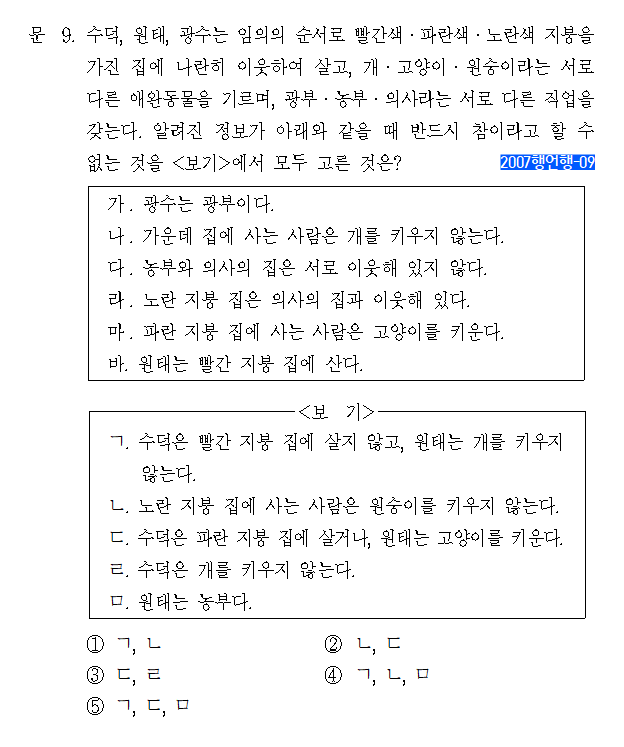 문 9. 수덕, 원태, 광수는 임의의 순서로 빨간색·파란색·노란색 지붕을
가진 집에 나란히 이웃하여 살고, 개·고양이·원숭이라는 서로
다른 애완동물을 기르며, 광부·농부·의사라는 서로 다른 직업을
갖는다. 알려진 정보가 아래와 같을 때 반드시 참이라고 할 수
없는 것을 <보기>에서 모두 고른 것은? 2007행언행-09
가. 광수는 광부이다.
나. 가운데 집에 사는 사람은 개를 키우지 않는다.
다. 농부와 의사의 집은 서로 이웃해 있지 않다.
라. 노란 지붕 집은 의사의 집과 이웃해 있다.
마. 파란 지붕 집에 사는 사람은 고양이를 키운다.
바. 원태는 빨간 지붕 집에 산다.
<보 기>
ㄱ. 수덕은 빨간 지붕 집에 살지 않고, 원태는 개를 키우지
않는다.
ㄴ. 노란 지붕 집에 사는 사람은 원숭이를 키우지 않는다.
ㄷ. 수덕은 파란 지붕 집에 살거나, 원태는 고양이를 키운다.
ㄹ. 수덕은 개를 키우지 않는다.
ㅁ. 원태는 농부다.
① ㄱ, ㄴ ② ㄴ, ㄷ
③ ㄷ, ㄹ ④ ㄱ, ㄴ, ㅁ
⑤ ㄱ, ㄷ, ㅁ